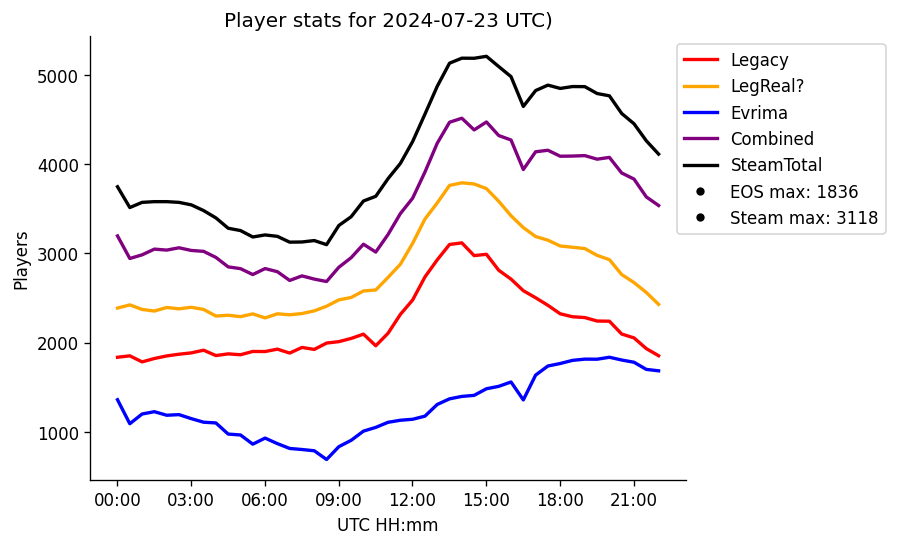 Player stats for 2024-07-23 UTC)
Legacy
LegReal?
Evrima
Combined
SteamTotal
EOS max: 1836
Steam max: 3118
Players
5000
4000
3000
2000
1000
00:00 03:00 06:00 09:00 12:00 15:00 18:00 21:00
UTC HH:mm